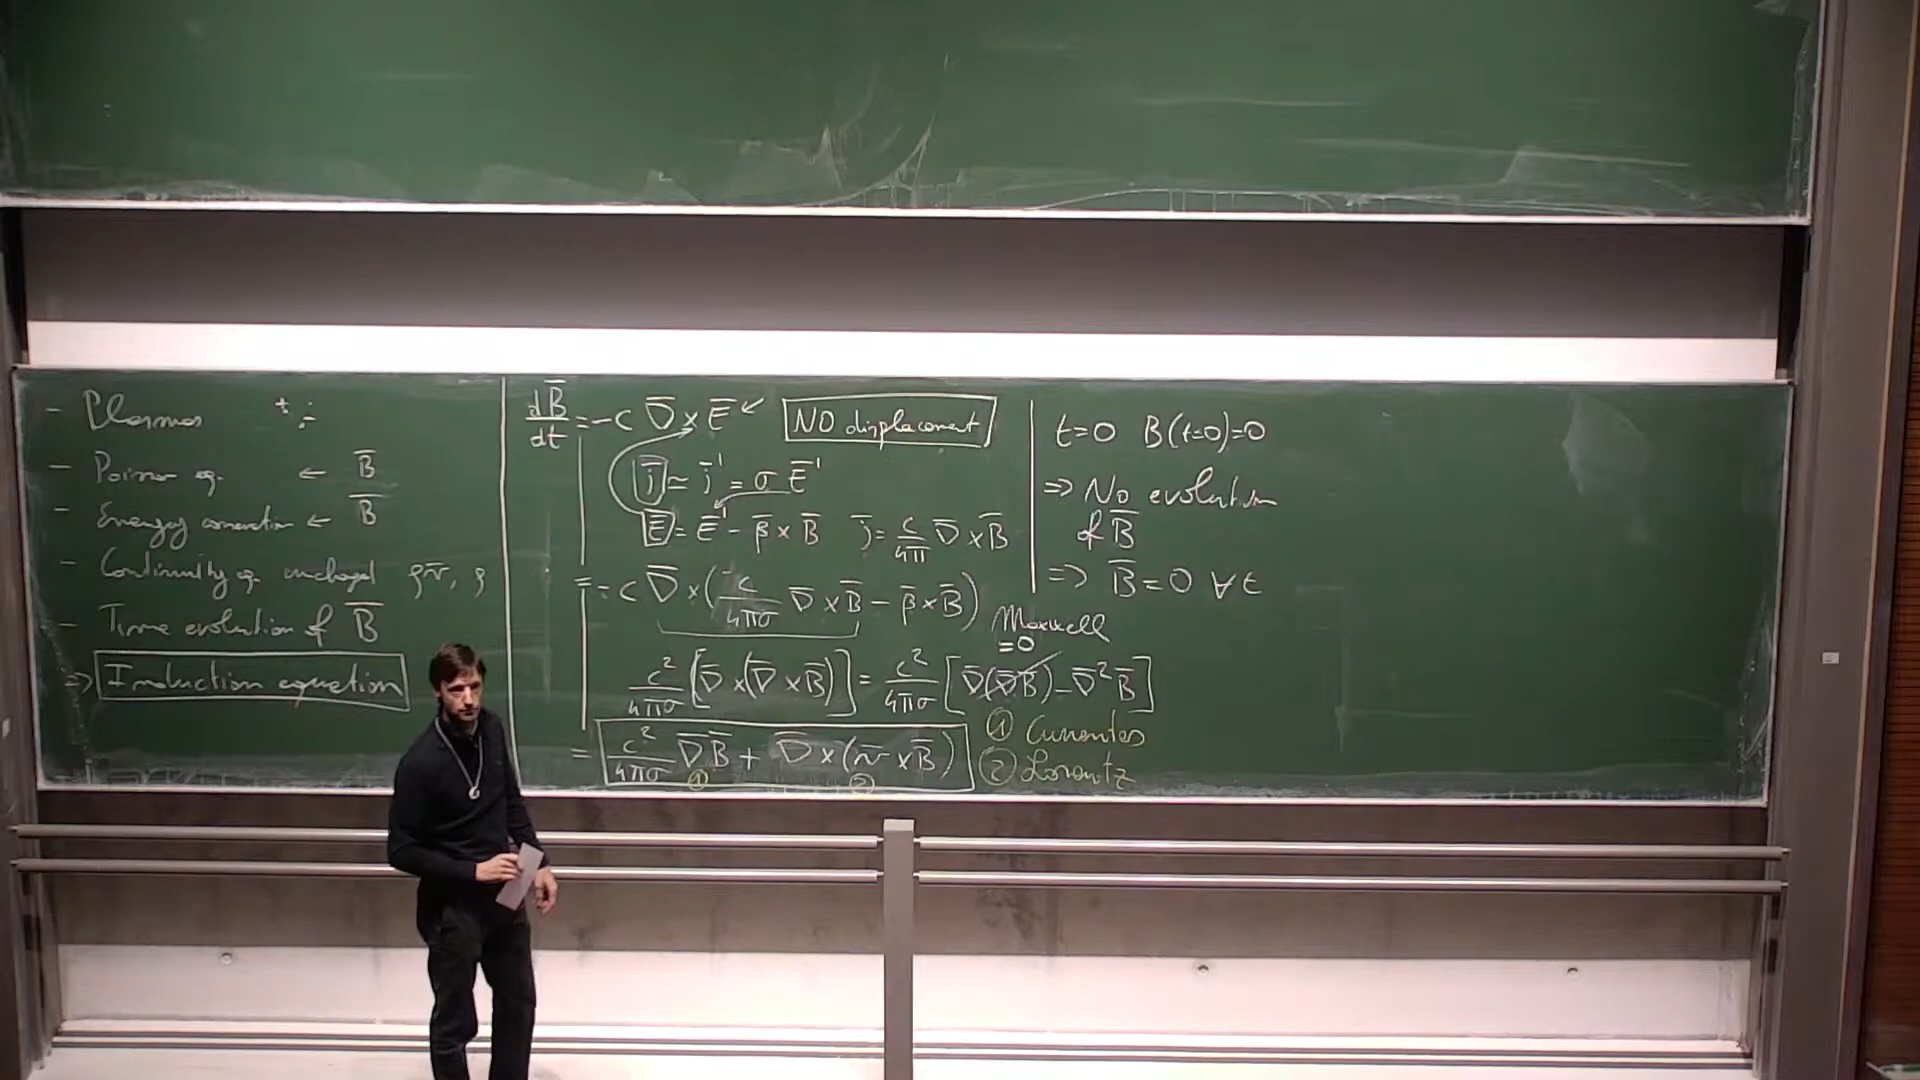 - Plasmas + -
- Poisson eq. ← B̄
- Energy conservation ← B̄
- Continuity eq. unchanged ρv̄, ρ
- Time evolution of B̄
⇒ Induction equation
dB̄/dt = -c ∇̄ × Ē ↙ NO displacement
j̄ ≃ j̄' = σ Ē'
Ē = Ē' - β̄ × B̄ j̄ = c/4π ∇̄ × B̄
= -c ∇̄ × (c/4πσ ∇̄ × B̄ - β̄ × B̄)
Maxwell
=0
c²/4πσ [∇̄ × (∇̄ × B̄)] = c²/4πσ [∇̄(∇̄B̄) - ∇̄²B̄]
= c²/4πσ ∇̄B̄ + ∇̄ × (v̄ × B̄)
① ②
① Currents
② Lorentz
t=0 B(t=0)=0
⇒ No evolution
of B̄
⇒ B̄ = 0 ∀t